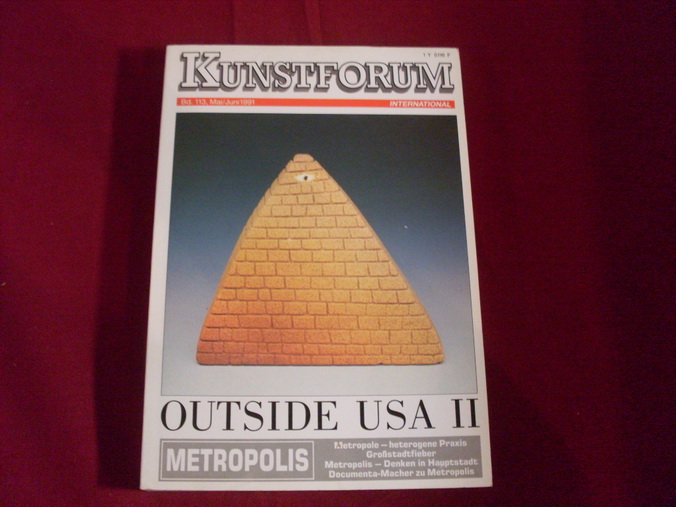 KUNSTFORUM
Bd. 113, Mai/Juni 1991 INTERNATIONAL
OUTSIDE USA II
METROPOLIS
Metropole – heterogene Praxis
Großstadtfieber
Metropolis – Denken in Hauptstadt
Documenta-Macher zu Metropolis